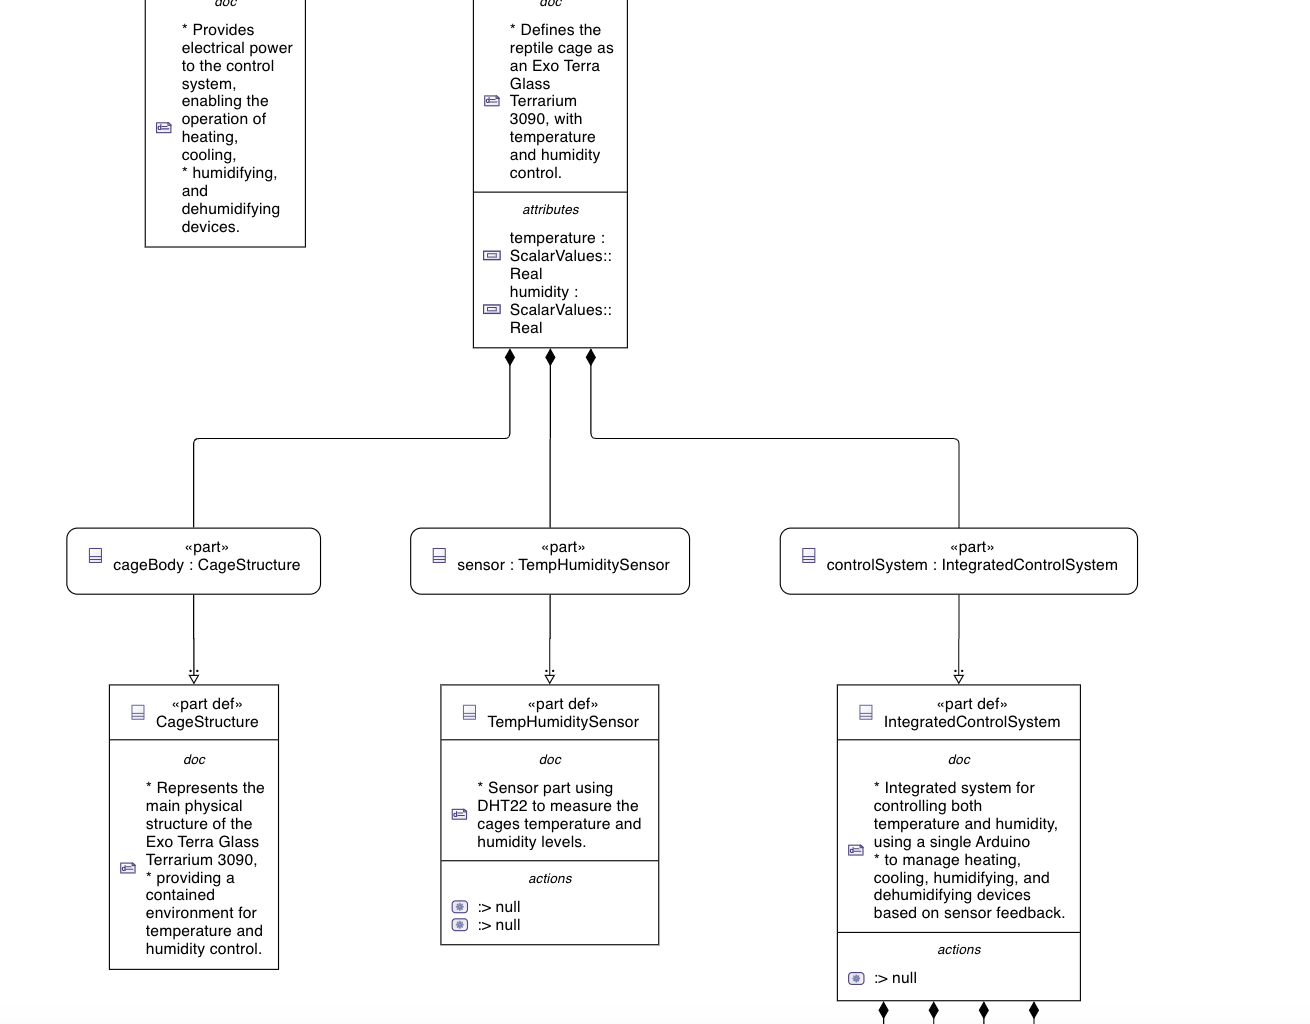 doc
* Provides
electrical power
to the control
system,
enabling the
operation of
heating,
cooling,
* humidifying,
and
dehumidifying
devices.
doc
* Defines the
reptile cage as
an Exo Terra
Glass
Terrarium
3090, with
temperature
and humidity
control.
attributes
temperature :
ScalarValues::
Real
humidity :
ScalarValues::
Real
«part»
cageBody : CageStructure
«part»
sensor : TempHumiditySensor
«part»
controlSystem : IntegratedControlSystem
«part def»
CageStructure
doc
* Represents the
main physical
structure of the
Exo Terra Glass
Terrarium 3090,
* providing a
contained
environment for
temperature and
humidity control.
«part def»
TempHumiditySensor
doc
* Sensor part using
DHT22 to measure the
cages temperature and
humidity levels.
actions
:> null
:> null
«part def»
IntegratedControlSystem
doc
* Integrated system for
controlling both
temperature and humidity,
using a single Arduino
* to manage heating,
cooling, humidifying, and
dehumidifying devices
based on sensor feedback.
actions
:> null